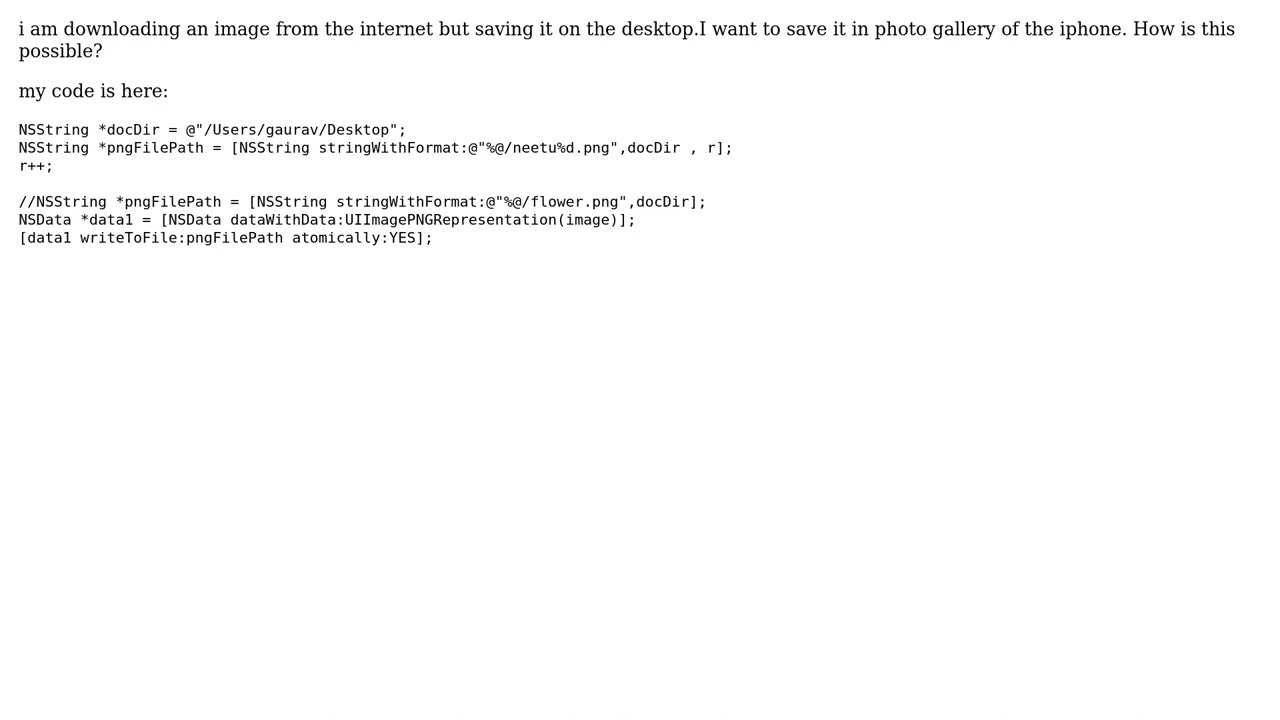 i am downloading an image from the internet but saving it on the desktop.I want to save it in photo gallery of the iphone. How is this
possible?
my code is here:
NSString *docDir = @"/Users/gaurav/Desktop";
NSString *pngFilePath = [NSString stringWithFormat:@"%@/neetu%d.png",docDir , r];
r++;
//NSString *pngFilePath = [NSString stringWithFormat:@"%@/flower.png",docDir];
NSData *data1 = [NSData dataWithData:UIImagePNGRepresentation(image)];
[data1 writeToFile:pngFilePath atomically:YES];